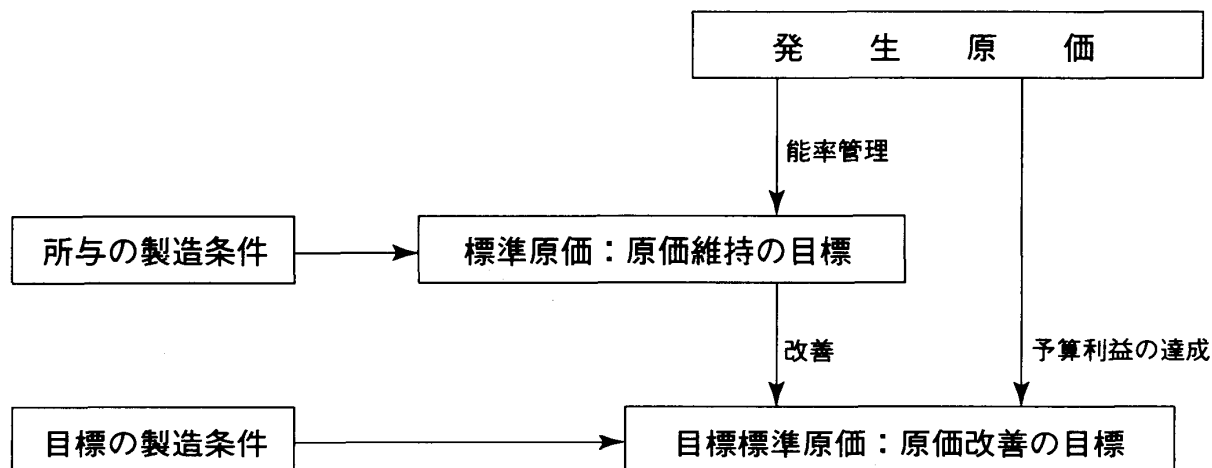 発生原価
能率管理
所与の製造条件
標準原価：原価維持の目標
改善
予算利益の達成
目標の製造条件
目標標準原価：原価改善の目標